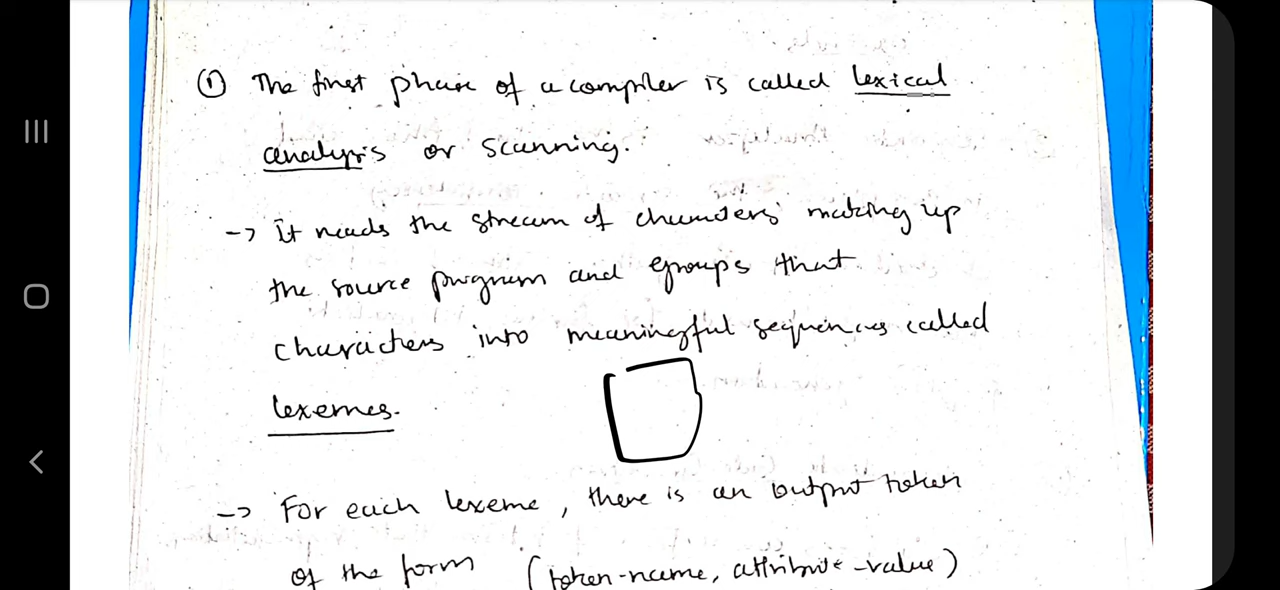 ① The first phase of a compiler is called lexical
analysis or scanning.
-> It reads the stream of characters making up
the source program and groups that
characters into meaningful sequences called
lexemes.
-> For each lexeme, there is an output token
of the form (token-name, attribute-value)